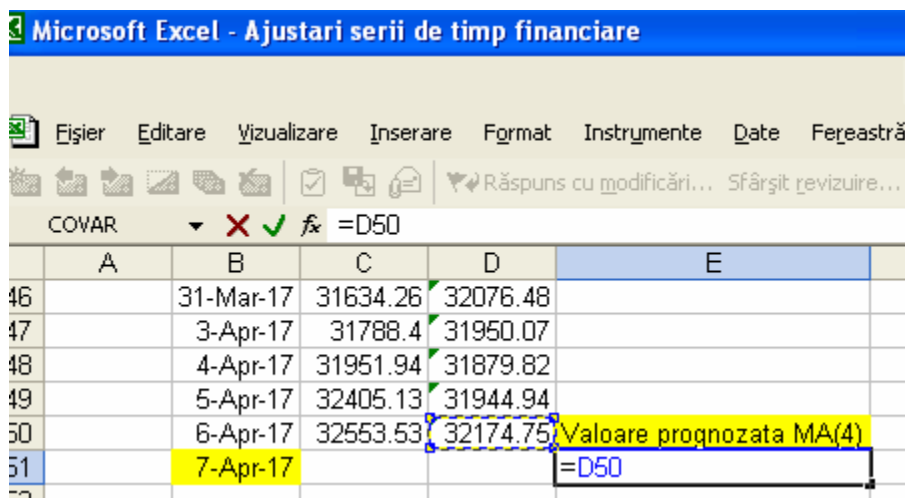 Microsoft Excel - Ajustari serii de timp financiare
Fişier Editare Vizualizare Inserare Format Instrumente Date Fereastră
Răspuns cu modificări... Sfârşit revizuire...
COVAR fx =D50
A B C D E
46 31-Mar-17 31634.26 32076.48
47 3-Apr-17 31788.4 31950.07
48 4-Apr-17 31951.94 31879.82
49 5-Apr-17 32405.13 31944.94
50 6-Apr-17 32553.53 32174.75 Valoare prognozata MA(4)
51 7-Apr-17 =D50